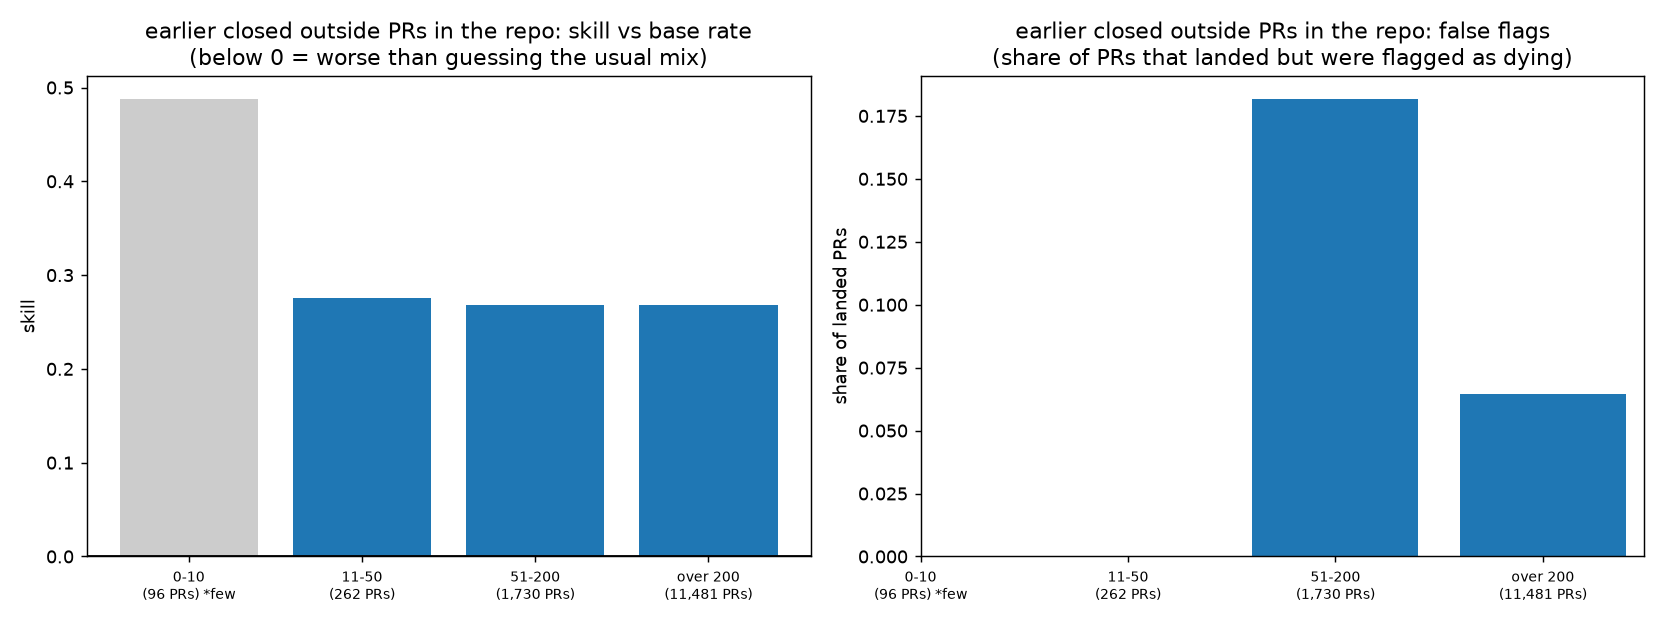 earlier closed outside PRs in the repo: skill vs base rate
(below 0 = worse than guessing the usual mix)
skill
0.5
0.4
0.3
0.2
0.1
0.0
0-10
(96 PRs) *few
11-50
(262 PRs)
51-200
(1,730 PRs)
over 200
(11,481 PRs)
earlier closed outside PRs in the repo: false flags
(share of PRs that landed but were flagged as dying)
share of landed PRs
0.175
0.150
0.125
0.100
0.075
0.050
0.025
0.000
0-10
(96 PRs) *few
11-50
(262 PRs)
51-200
(1,730 PRs)
over 200
(11,481 PRs)